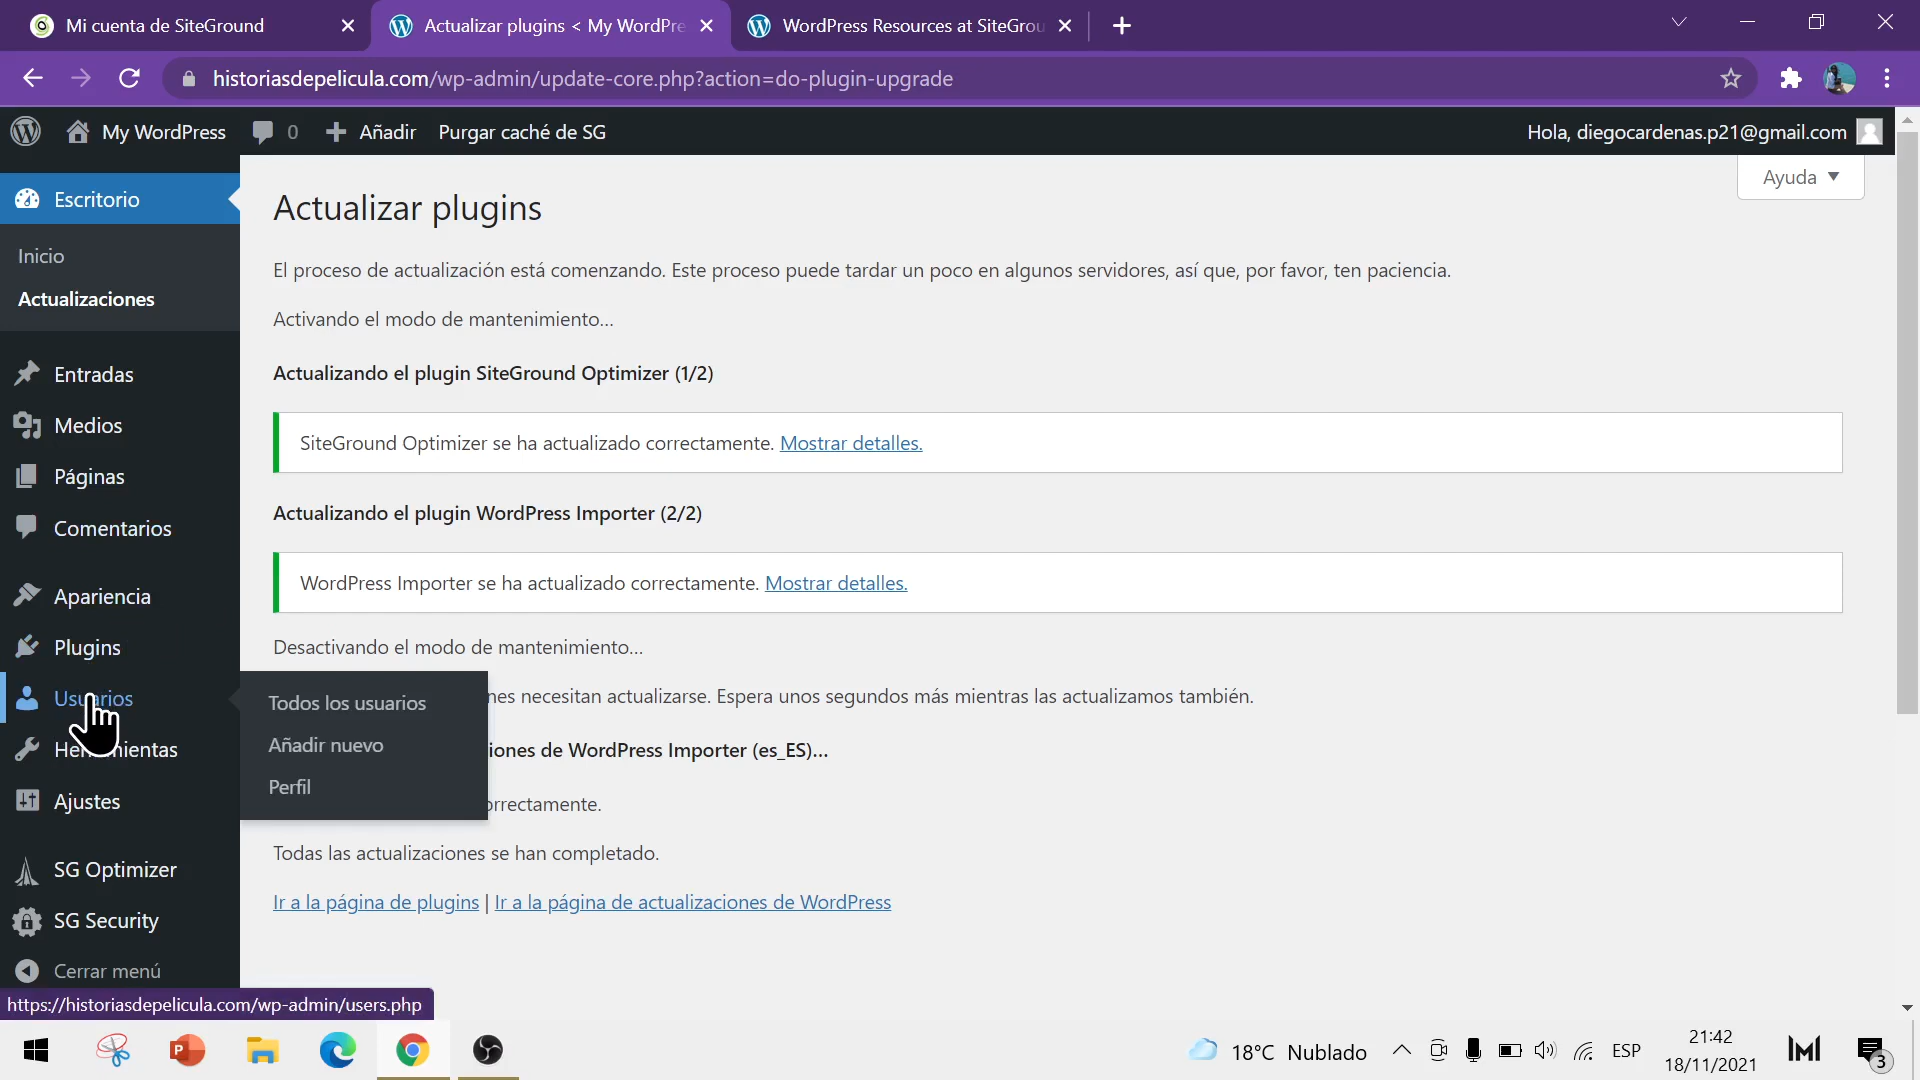 Mi cuenta de SiteGround
Actualizar plugins < My WordPre
WordPress Resources at SiteGrou
historiasdepelicula.com/wp-admin/update-core.php?action=do-plugin-upgrade
My WordPress
0
Añadir
Purgar caché de SG
Hola, diegocardenas.p21@gmail.com
Ayuda
Escritorio
Inicio
Actualizaciones
Entradas
Medios
Páginas
Comentarios
Apariencia
Plugins
Usuarios
Ajustes
SG Optimizer
SG Security
Cerrar menú
Todos los usuarios
Añadir nuevo
Perfil
Actualizar plugins
El proceso de actualización está comenzando. Este proceso puede tardar un poco en algunos servidores, así que, por favor, ten paciencia.
Activando el modo de mantenimiento...
Actualizando el plugin SiteGround Optimizer (1/2)
SiteGround Optimizer se ha actualizado correctamente. Mostrar detalles.
Actualizando el plugin WordPress Importer (2/2)
WordPress Importer se ha actualizado correctamente. Mostrar detalles.
Desactivando el modo de mantenimiento...
nes necesitan actualizarse. Espera unos segundos más mientras las actualizamos también.
iones de WordPress Importer (es_ES)...
orrectamente.
Todas las actualizaciones se han completado.
Ir a la página de plugins | Ir a la página de actualizaciones de WordPress
https://historiasdepelicula.com/wp-admin/users.php
18°C Nublado
ESP
21:42
18/11/2021
3